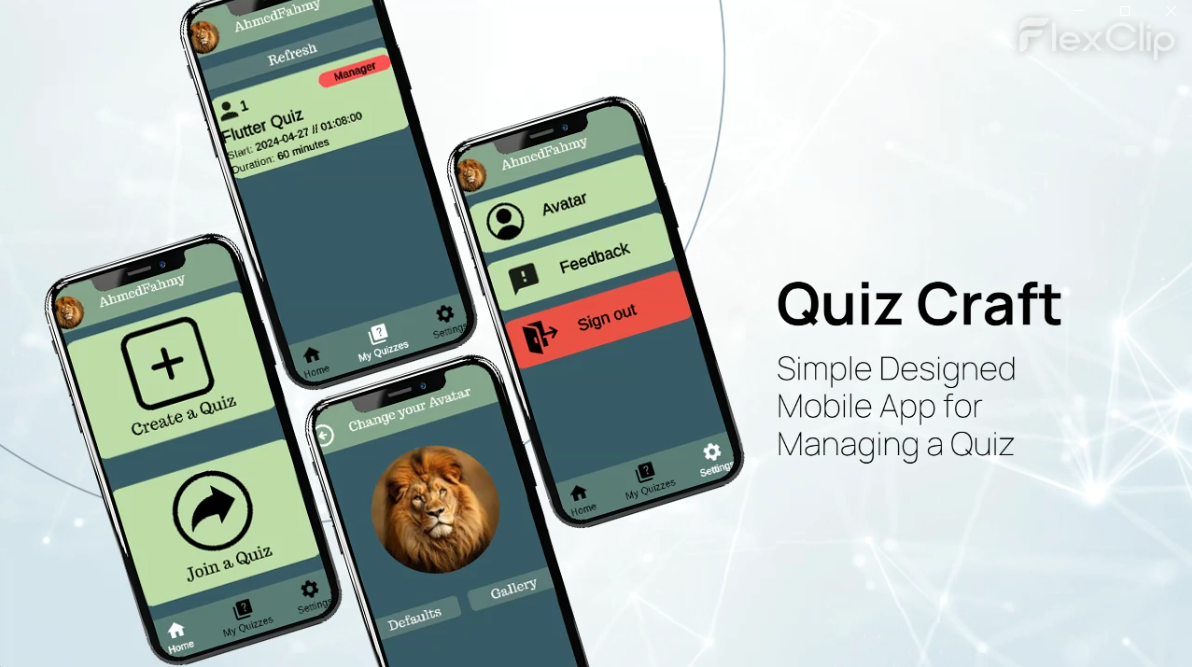 FlexClip
AhmedFahmy
Refresh
Manager
1
Flutter Quiz
Start: 2024-04-27 // 01:08:00
Duration: 60 minutes
Home
My Quizzes
Settings
AhmedFahmy
Avatar
Feedback
Sign out
Home
My Quizzes
Settings
AhmedFahmy
Create a Quiz
Join a Quiz
Home
My Quizzes
Settings
Change your Avatar
Defaults
Gallery
Quiz Craft
Simple Designed
Mobile App for
Managing a Quiz